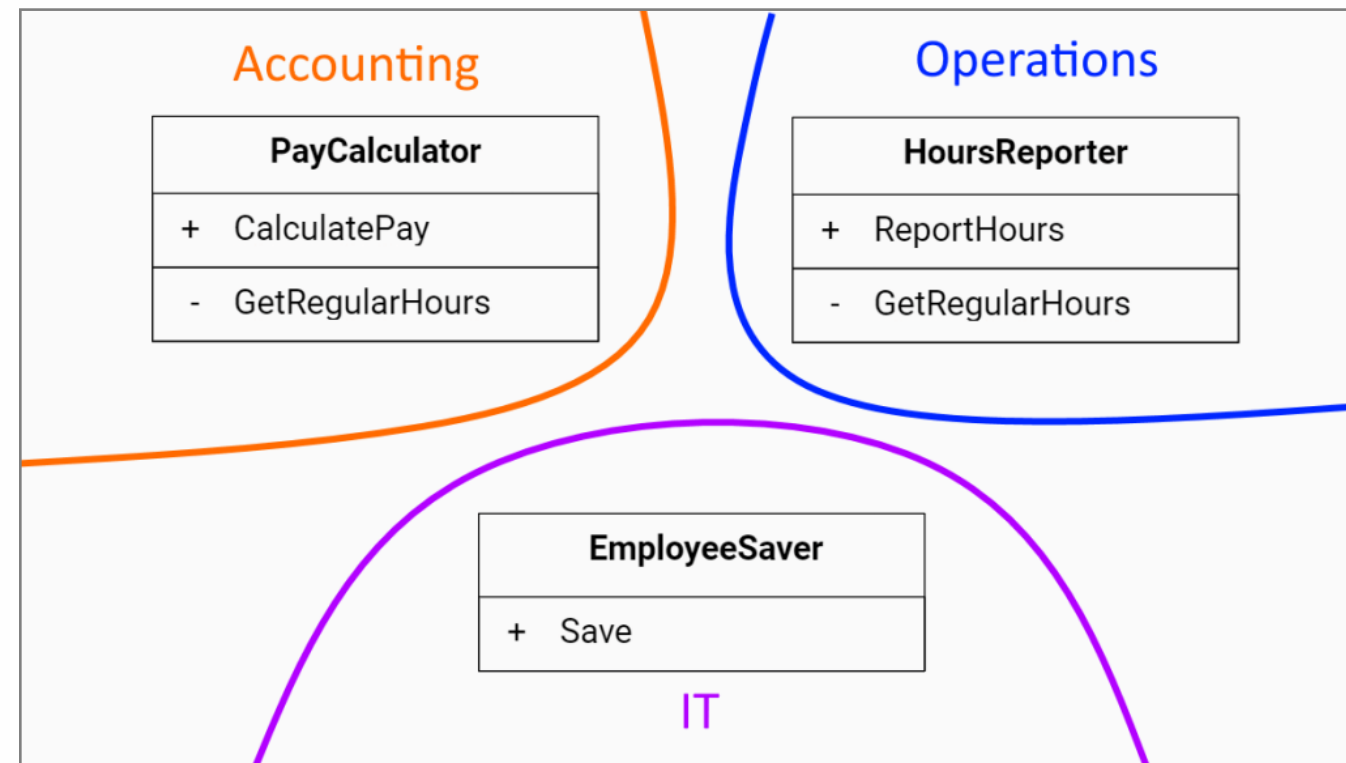 Accounting
PayCalculator
+ CalculatePay
- GetRegularHours
Operations
HoursReporter
+ ReportHours
- GetRegularHours
EmployeeSaver
+ Save
IT